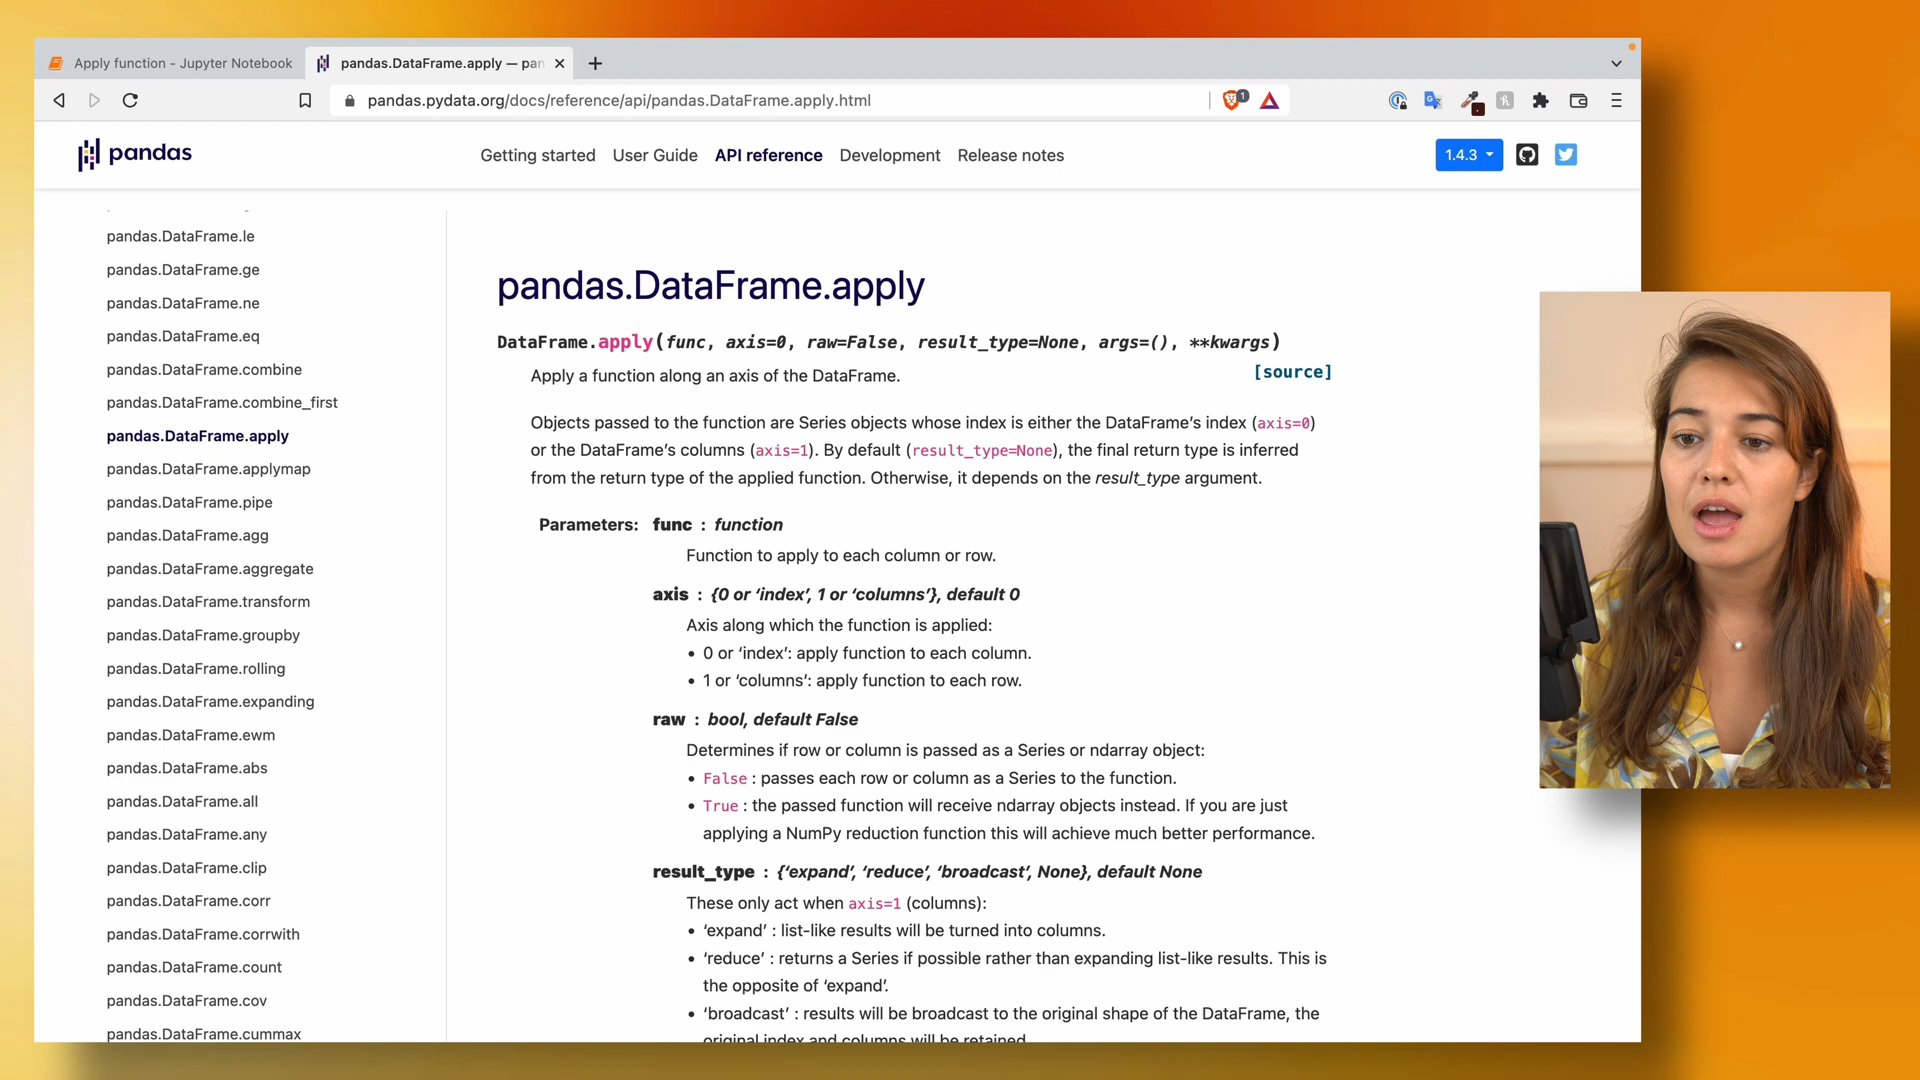 Apply function - Jupyter Notebook
pandas.DataFrame.apply — pan
pandas.pydata.org/docs/reference/api/pandas.DataFrame.apply.html
1
pandas
Getting started
User Guide
API reference
Development
Release notes
1.4.3
pandas.DataFrame.le
pandas.DataFrame.ge
pandas.DataFrame.ne
pandas.DataFrame.eq
pandas.DataFrame.combine
pandas.DataFrame.combine_first
pandas.DataFrame.apply
pandas.DataFrame.applymap
pandas.DataFrame.pipe
pandas.DataFrame.agg
pandas.DataFrame.aggregate
pandas.DataFrame.transform
pandas.DataFrame.groupby
pandas.DataFrame.rolling
pandas.DataFrame.expanding
pandas.DataFrame.ewm
pandas.DataFrame.abs
pandas.DataFrame.all
pandas.DataFrame.any
pandas.DataFrame.clip
pandas.DataFrame.corr
pandas.DataFrame.corrwith
pandas.DataFrame.count
pandas.DataFrame.cov
pandas.DataFrame.cummax
pandas.DataFrame.apply
DataFrame.apply(func, axis=0, raw=False, result_type=None, args=(), **kwargs)
[source]
Apply a function along an axis of the DataFrame.
Objects passed to the function are Series objects whose index is either the DataFrame’s index (axis=0)
or the DataFrame’s columns (axis=1). By default (result_type=None), the final return type is inferred
from the return type of the applied function. Otherwise, it depends on the result_type argument.
Parameters: func : function
Function to apply to each column or row.
axis : {0 or ‘index’, 1 or ‘columns’}, default 0
Axis along which the function is applied:
• 0 or ‘index’: apply function to each column.
• 1 or ‘columns’: apply function to each row.
raw : bool, default False
Determines if row or column is passed as a Series or ndarray object:
• False : passes each row or column as a Series to the function.
• True : the passed function will receive ndarray objects instead. If you are just
applying a NumPy reduction function this will achieve much better performance.
result_type : {‘expand’, ‘reduce’, ‘broadcast’, None}, default None
These only act when axis=1 (columns):
• ‘expand’ : list-like results will be turned into columns.
• ‘reduce’ : returns a Series if possible rather than expanding list-like results. This is
the opposite of ‘expand’.
• ‘broadcast’ : results will be broadcast to the original shape of the DataFrame, the
original index and columns will be retained.